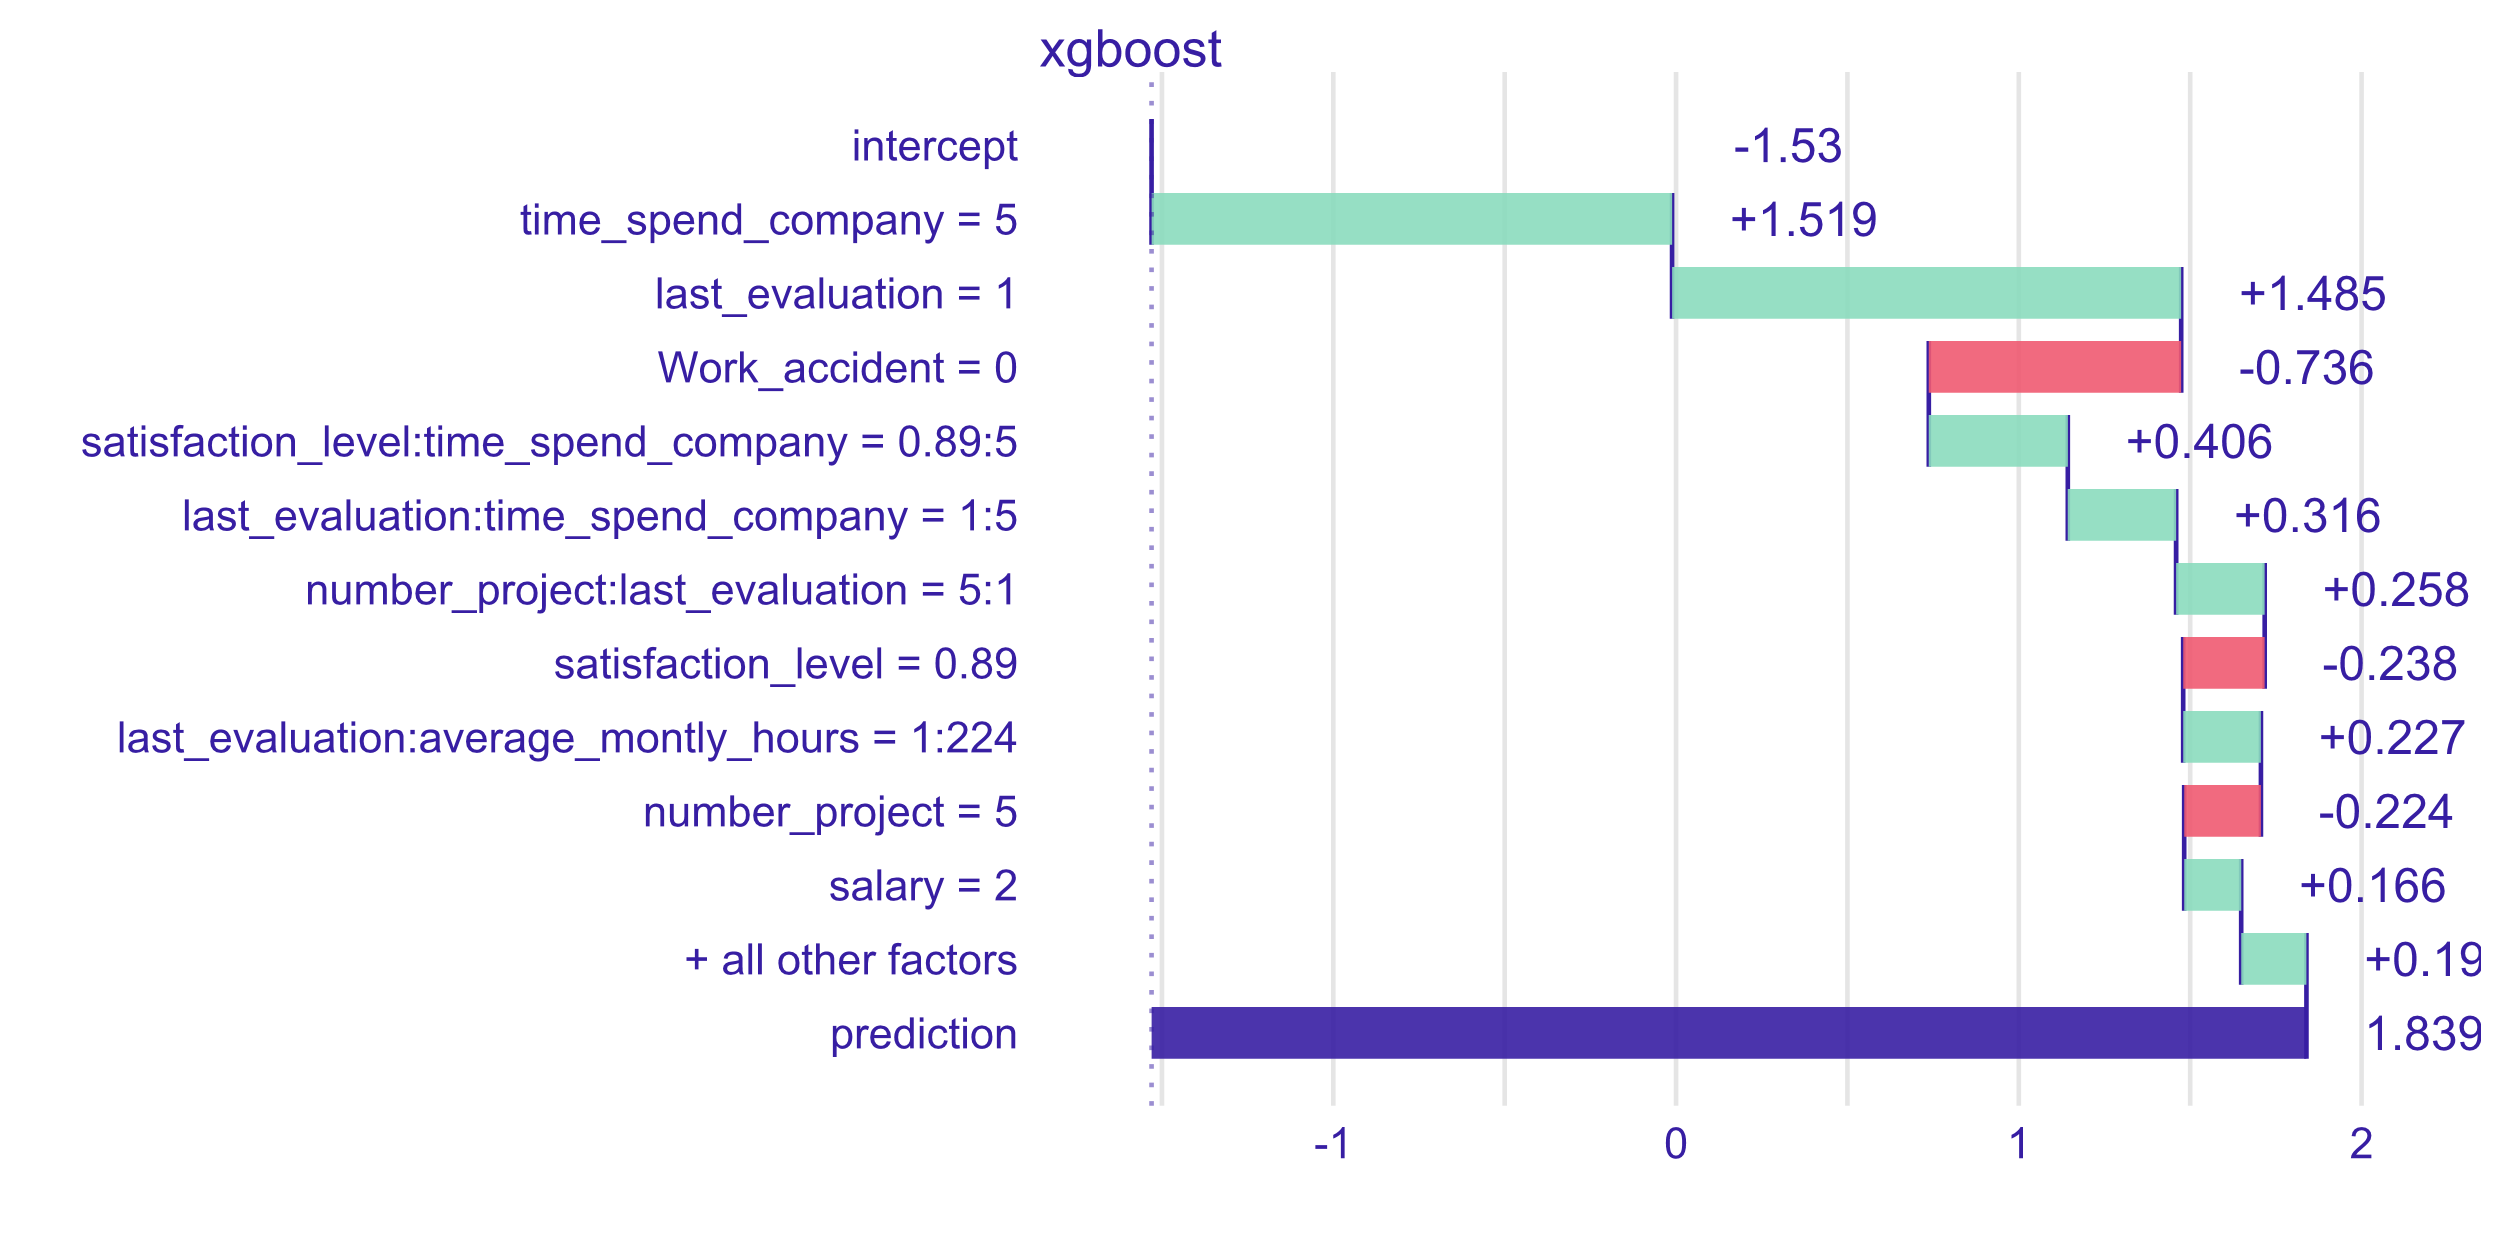 xgboost
intercept -1.53
time_spend_company = 5 +1.519
last_evaluation = 1 +1.485
Work_accident = 0 -0.736
satisfaction_level:time_spend_company = 0.89:5 +0.406
last_evaluation:time_spend_company = 1:5 +0.316
number_project:last_evaluation = 5:1 +0.258
satisfaction_level = 0.89 -0.238
last_evaluation:average_montly_hours = 1:224 +0.227
number_project = 5 -0.224
salary = 2 +0.166
+ all other factors +0.19
prediction 1.839
-1 0 1 2